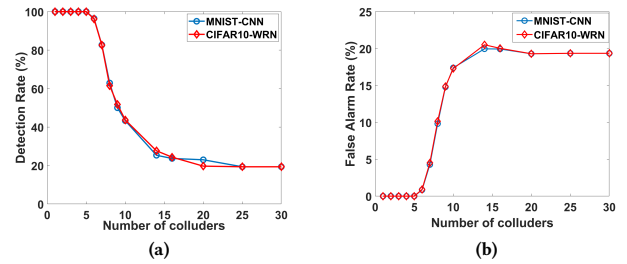 MNIST-CNN
CIFAR10-WRN
Detection Rate (%)
100
80
60
40
20
0
0 5 10 15 20 25 30
Number of colluders
(a)
MNIST-CNN
CIFAR10-WRN
False Alarm Rate (%)
25
20
15
10
5
0
0 5 10 15 20 25 30
Number of colluders
(b)